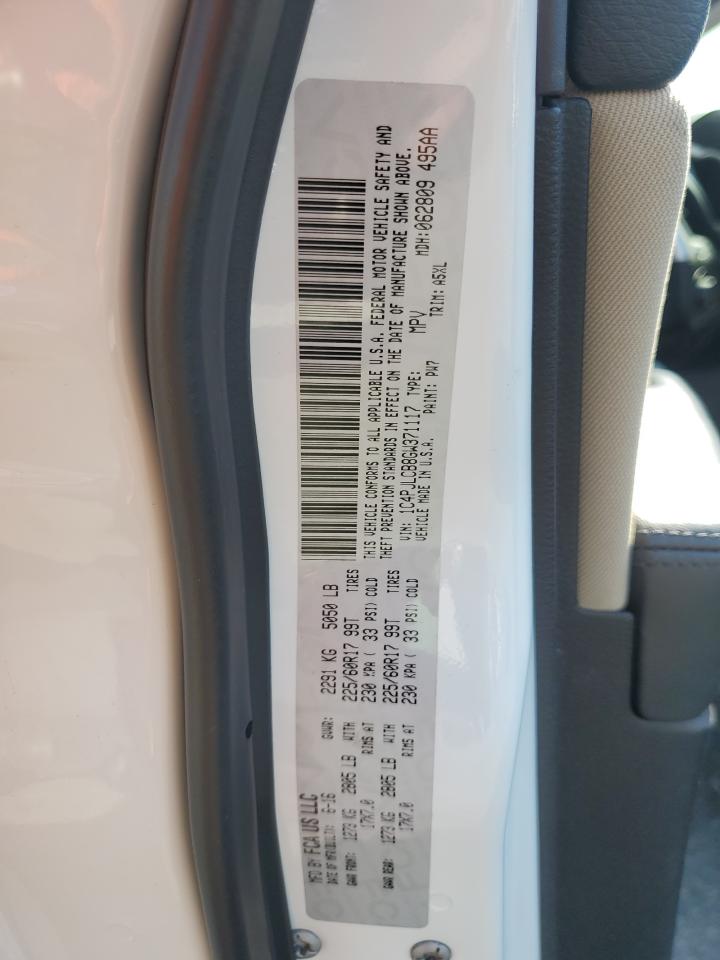 MFD BY FCA US LLC
DATE OF MFR 6-16 GVWR: 2291 KG 5050 LB
GAWR FRONT: 1273 KG 2805 LB WITH 225/60R17 99T TIRES
17X7.0 RIMS AT 230 KPA ( 33 PSI) COLD
GAWR REAR: 1273 KG 2805 LB WITH 225/60R17 99T TIRES
17X7.0 RIMS AT 230 KPA ( 33 PSI) COLD
THIS VEHICLE CONFORMS TO ALL APPLICABLE U.S.A. FEDERAL MOTOR VEHICLE SAFETY AND
THEFT PREVENTION STANDARDS IN EFFECT ON THE DATE OF MANUFACTURE SHOWN ABOVE.
VIN: 1C4PJLCB8GW371117 TYPE: MPV MDH:062809 495AA
VEHICLE MADE IN U.S.A. PAINT: PW7 TRIM: A5XL